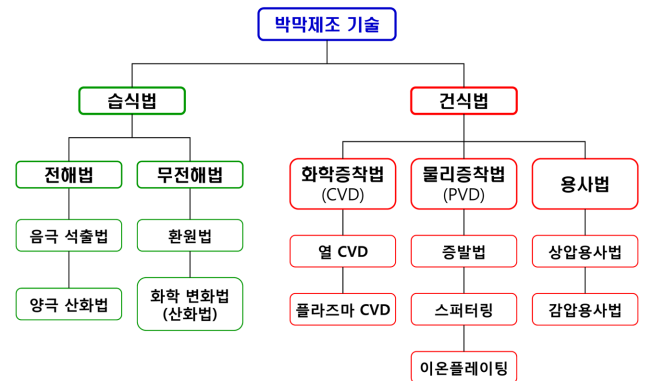 박막제조 기술
습식법
건식법
전해법
무전해법
화학증착법
(CVD)
물리증착법
(PVD)
용사법
음극 석출법
환원법
열 CVD
증발법
상압용사법
양극 산화법
화학 변화법
(산화법)
플라즈마 CVD
스퍼터링
감압용사법
이온플레이팅